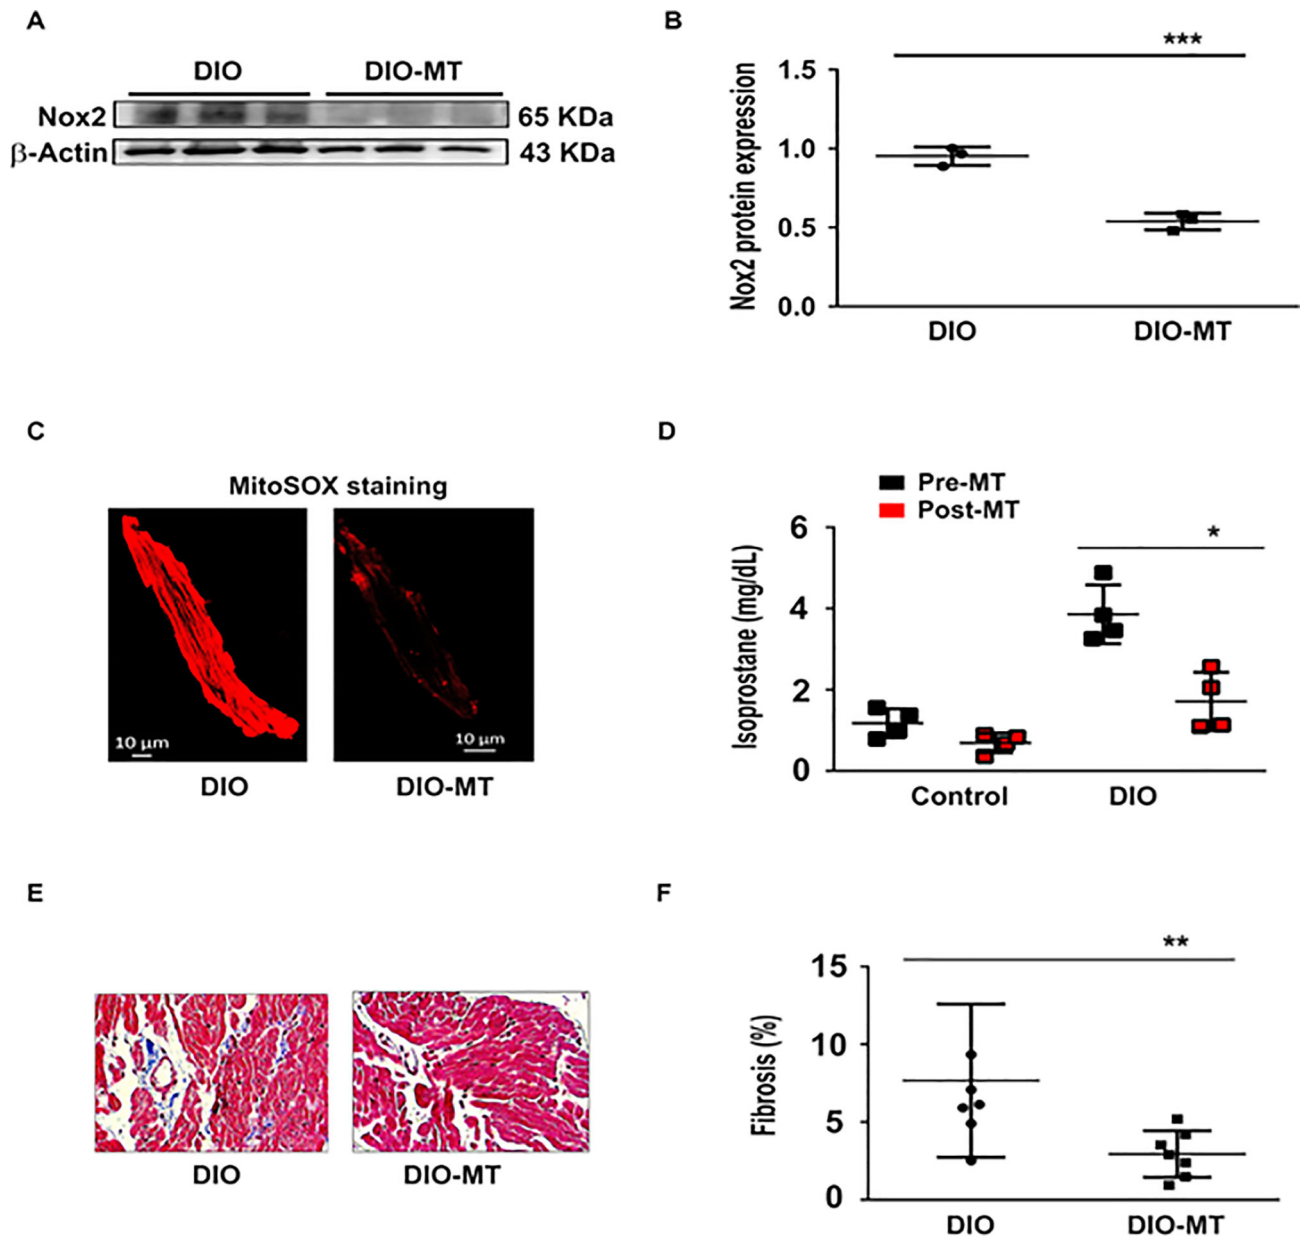 A
DIO DIO-MT
Nox2 65 KDa
β-Actin 43 KDa
B
***
Nox2 protein expression
1.5
1.0
0.5
0.0
DIO DIO-MT
C
MitoSOX staining
10 µm 10 µm
DIO DIO-MT
D
Pre-MT
Post-MT
*
Isoprostane (mg/dL)
6
4
2
0
Control DIO
E
DIO DIO-MT
F
**
Fibrosis (%)
15
10
5
0
DIO DIO-MT